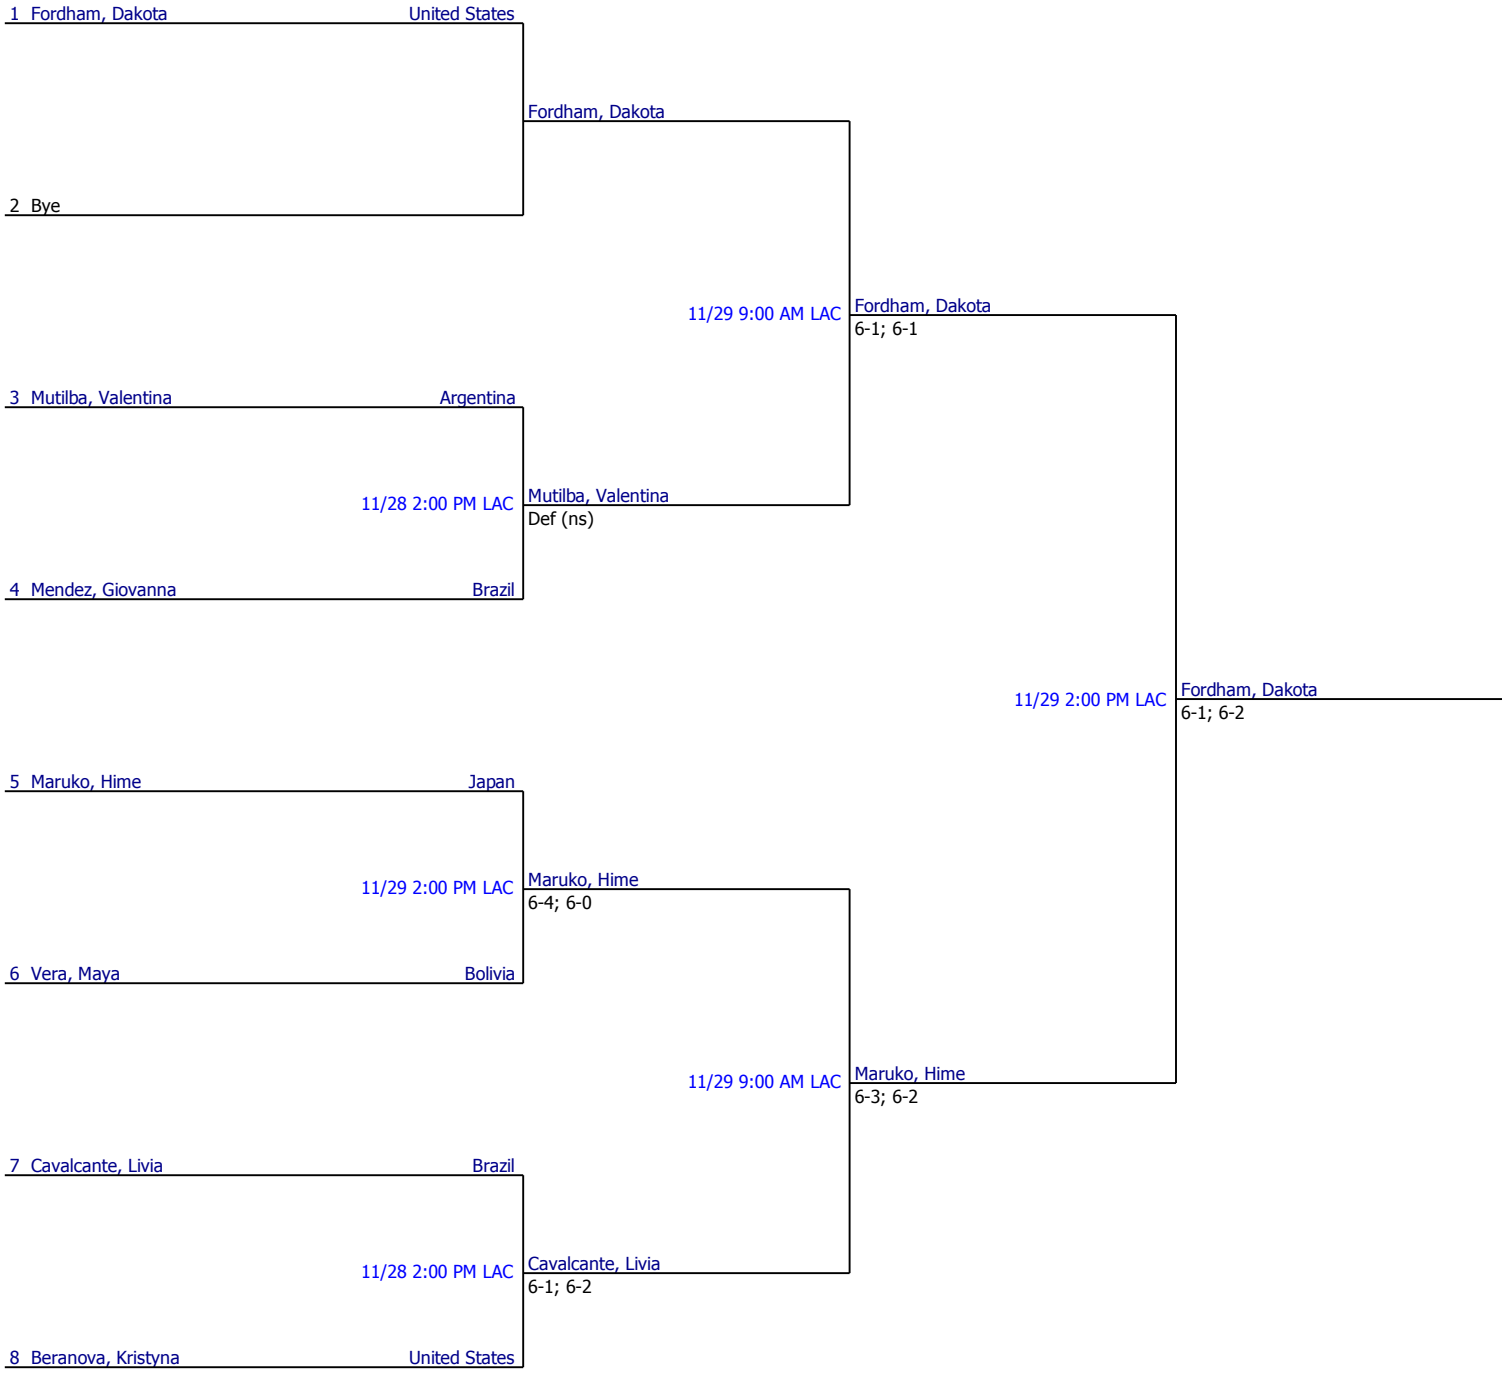 1 Fordham, Dakota United States
Fordham, Dakota
2 Bye
11/29 9:00 AM LAC Fordham, Dakota
6-1; 6-1
3 Mutilba, Valentina Argentina
11/28 2:00 PM LAC Mutilba, Valentina
Def (ns)
4 Mendez, Giovanna Brazil
11/29 2:00 PM LAC Fordham, Dakota
6-1; 6-2
5 Maruko, Hime Japan
11/29 2:00 PM LAC Maruko, Hime
6-4; 6-0
6 Vera, Maya Bolivia
11/29 9:00 AM LAC Maruko, Hime
6-3; 6-2
7 Cavalcante, Livia Brazil
11/28 2:00 PM LAC Cavalcante, Livia
6-1; 6-2
8 Beranova, Kristyna United States